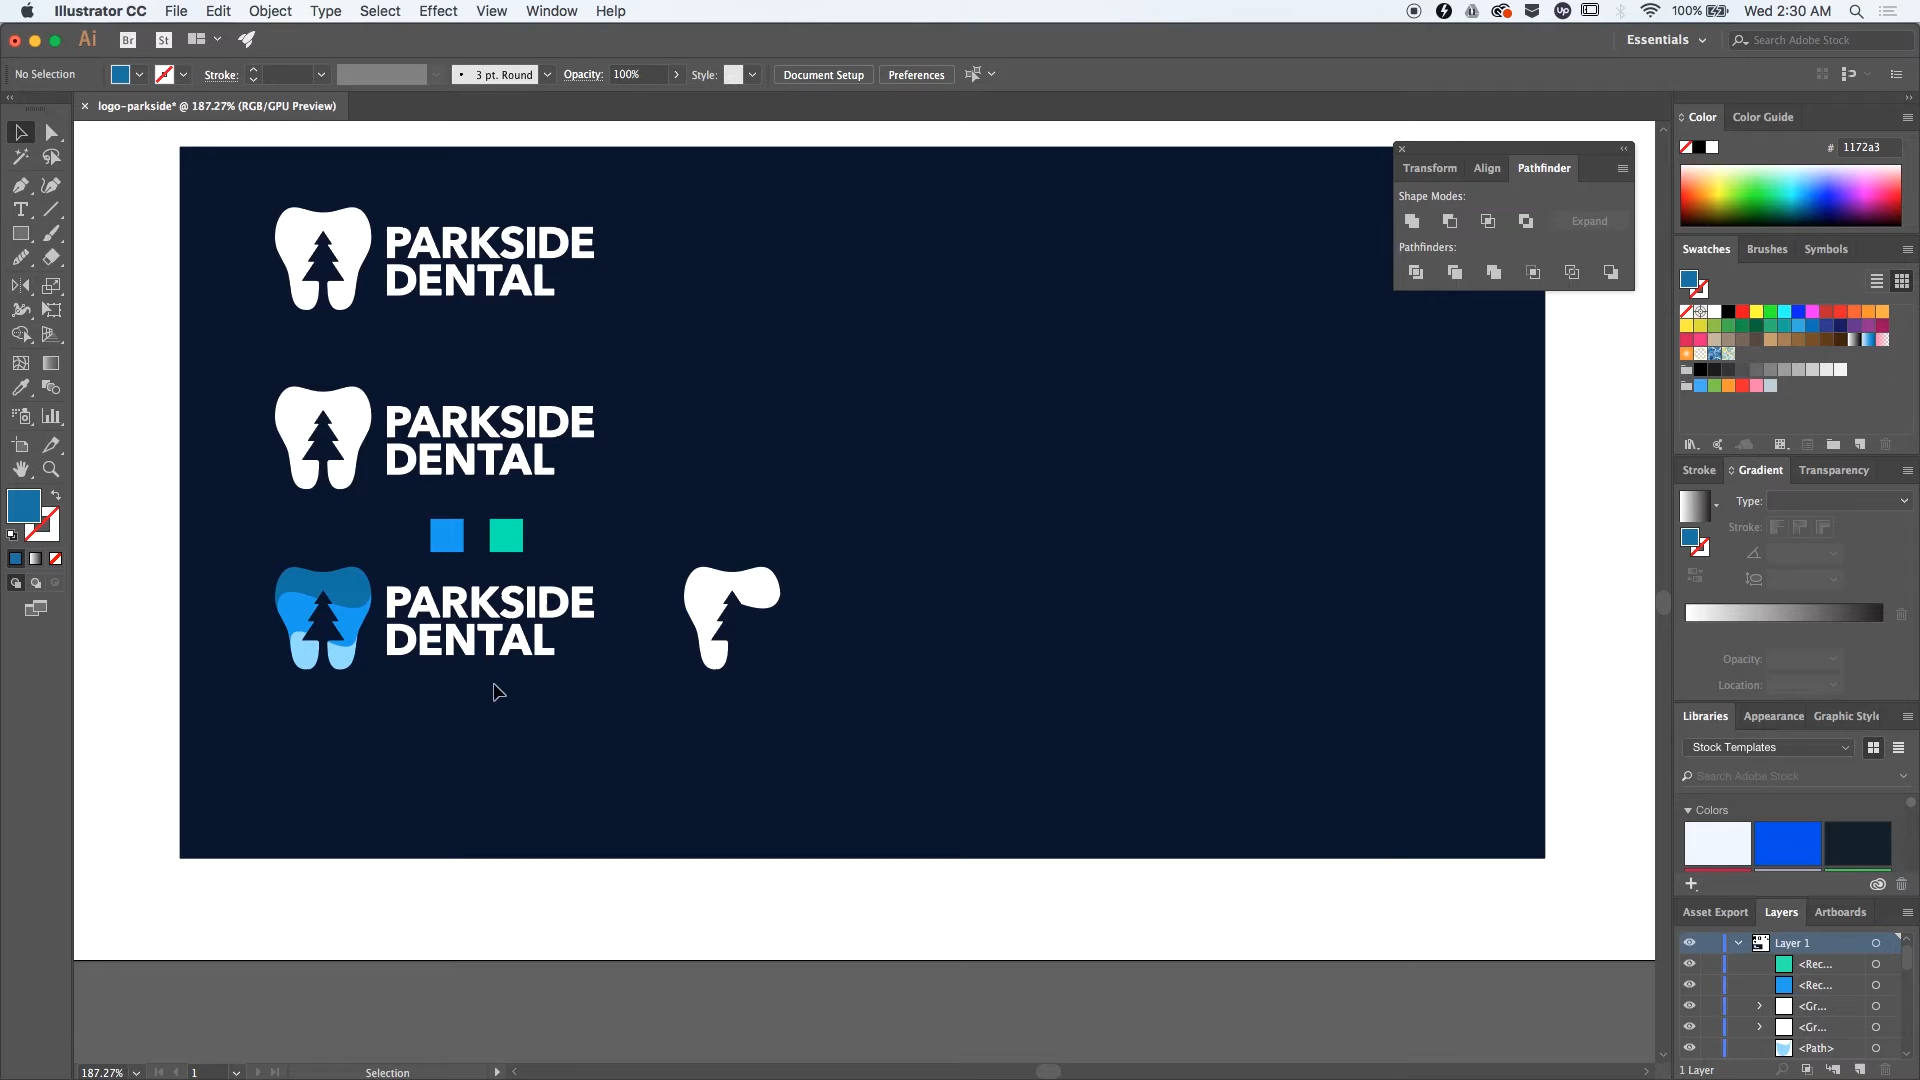 Illustrator CC File Edit Object Type Select Effect View Window Help
100% Wed 2:30 AM
Ai Br St
Essentials Search Adobe Stock
No Selection Stroke: 3 pt. Round Opacity: 100% Style: Document Setup Preferences
× logo-parkside* @ 187.27% (RGB/GPU Preview)
PARKSIDE
DENTAL
PARKSIDE
DENTAL
PARKSIDE
DENTAL
Transform Align Pathfinder
Shape Modes:
Expand
Pathfinders:
Color Color Guide
# 1172a3
Swatches Brushes Symbols
Stroke Gradient Transparency
Type:
Stroke:
Opacity:
Location:
Libraries Appearance Graphic Style
Stock Templates
Search Adobe Stock
Colors
Asset Export Layers Artboards
Layer 1
<Rec...
<Rec...
<Gr...
<Gr...
<Path>
1 Layer
187.27% 1 Selection